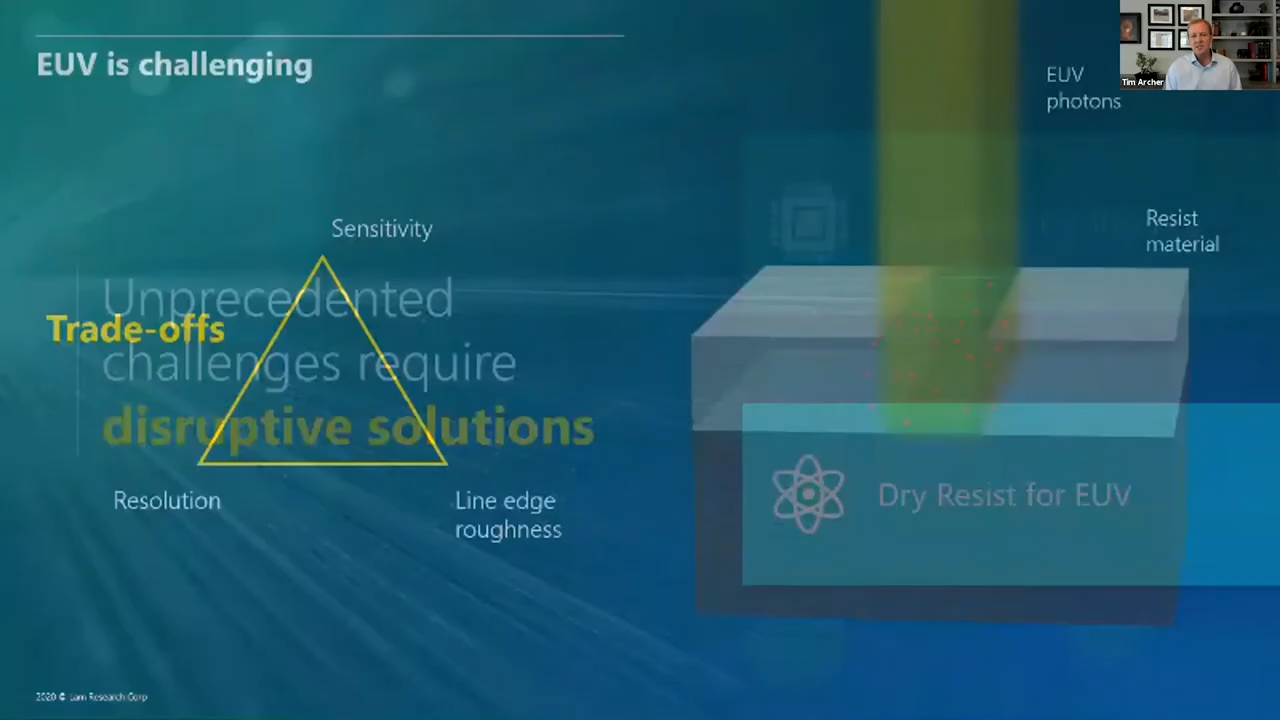 EUV is challenging
Tim Archer
EUV
photons
Resist
material
Sensitivity
Trade-offs
Unprecedented
challenges require
disruptive solutions
Resolution
Line edge
roughness
Dry Resist for EUV
2020 © Lam Research Corp